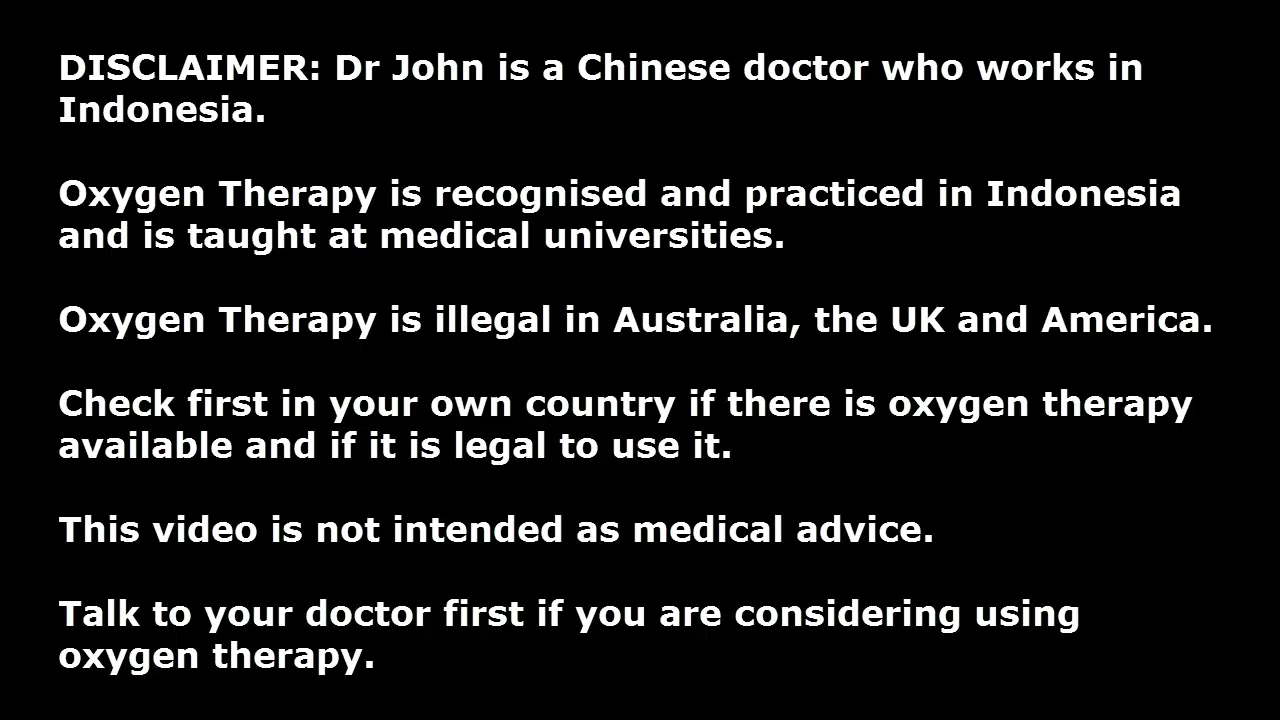 DISCLAIMER: Dr John is a Chinese doctor who works in
Indonesia.
Oxygen Therapy is recognised and practiced in Indonesia
and is taught at medical universities.
Oxygen Therapy is illegal in Australia, the UK and America.
Check first in your own country if there is oxygen therapy
available and if it is legal to use it.
This video is not intended as medical advice.
Talk to your doctor first if you are considering using
oxygen therapy.